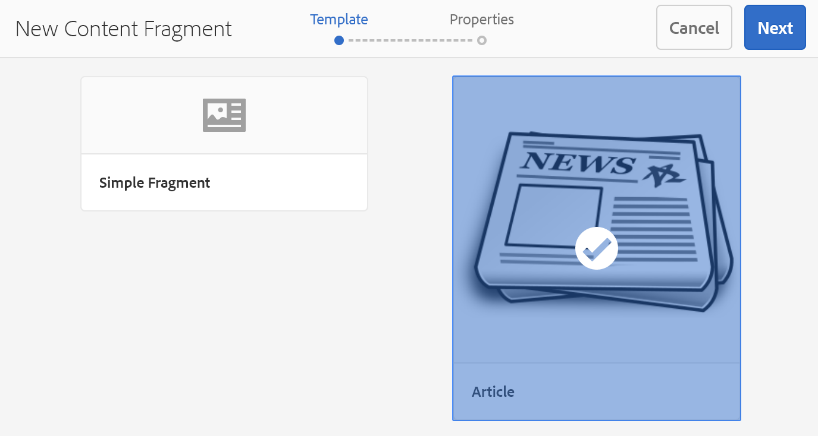 New Content Fragment
Template
Properties
Cancel
Next
Simple Fragment
NEWS
Article